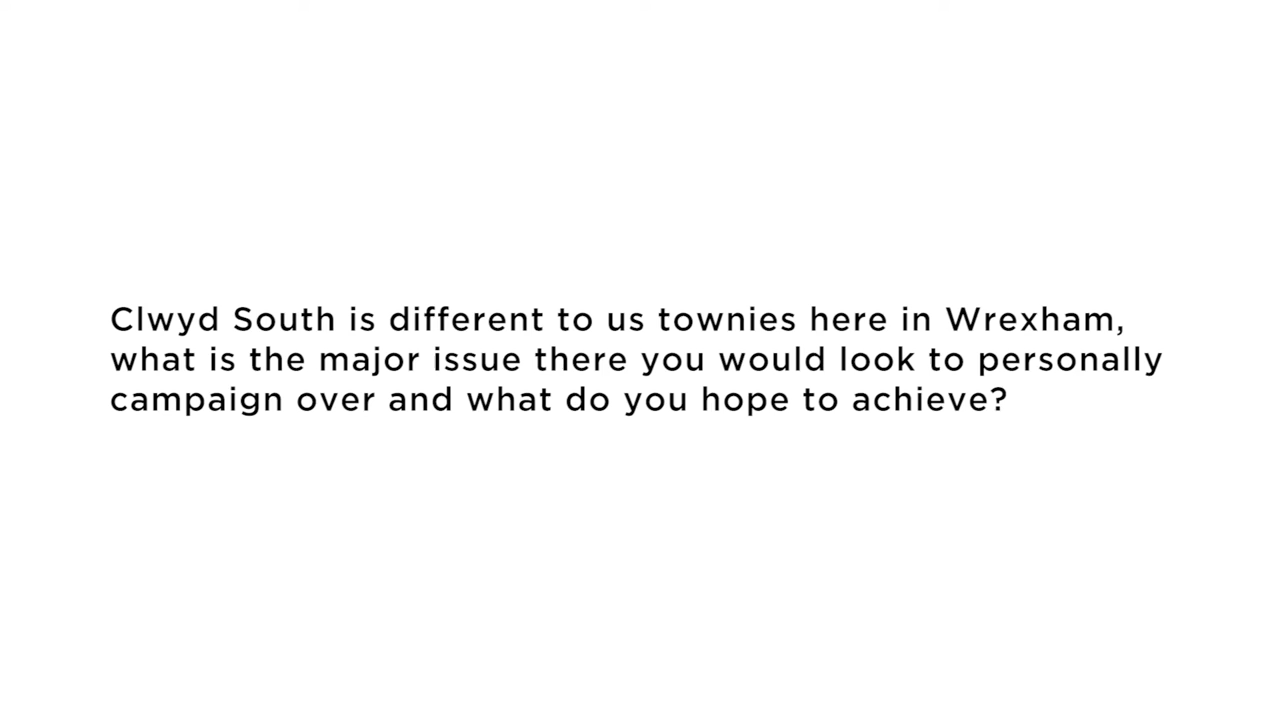 Clwyd South is different to us townies here in Wrexham,
what is the major issue there you would look to personally
campaign over and what do you hope to achieve?